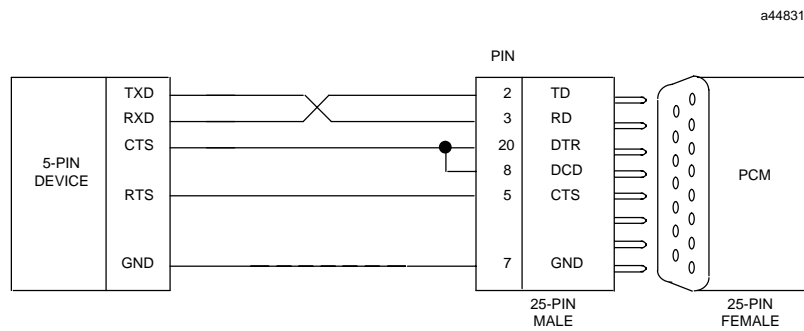 a44831
PIN
TXD 2 TD
RXD 3 RD
CTS 20 DTR
8 DCD
5-PIN
DEVICE
RTS 5 CTS
PCM
GND 7 GND
25-PIN
MALE
25-PIN
FEMALE